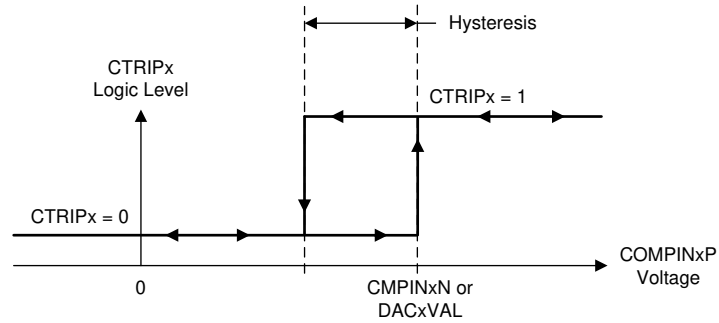 Hysteresis
CTRIPx
Logic Level
CTRIPx = 1
CTRIPx = 0
COMPINxP
Voltage
0
CMPINxN or
DACxVAL